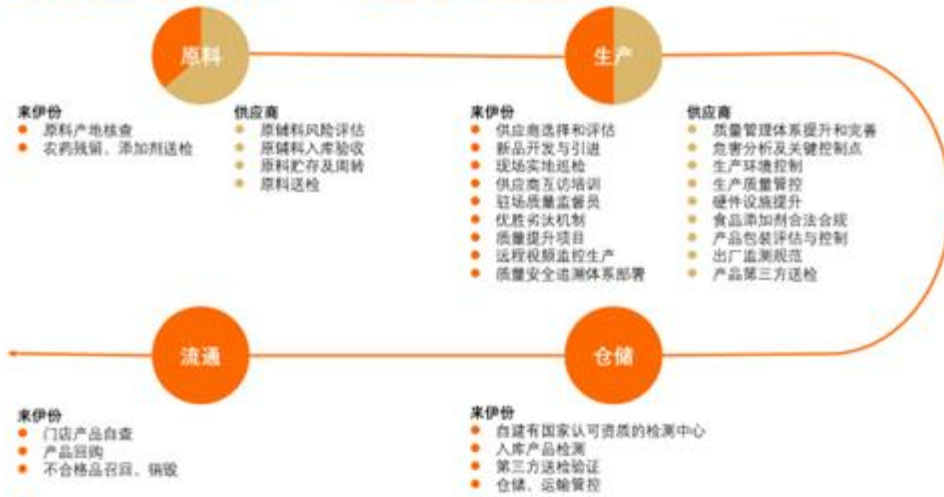 原料
来伊份
原料产地核查
农药残留、添加剂送检
供应商
原辅料风险评估
原辅料入库验收
原料贮存及周转
原料送检
生产
来伊份
供应商选择和评估
新品开发与引进
现场实地巡检
供应商互访培训
驻场质量监督员
优胜劣汰机制
质量提升项目
远程视频监控生产
质量安全追溯体系部署
供应商
质量管理体系提升和完善
危害分析及关键控制点
生产环境控制
生产质量管控
硬件设施提升
食品添加剂合法合规
产品包装评估与控制
出厂监测规范
产品第三方送检
流通
来伊份
门店产品自查
产品回购
不合格品召回、销毁
仓储
来伊份
自建有国家认可资质的检测中心
入库产品检测
第三方送检验证
仓储、运输管控